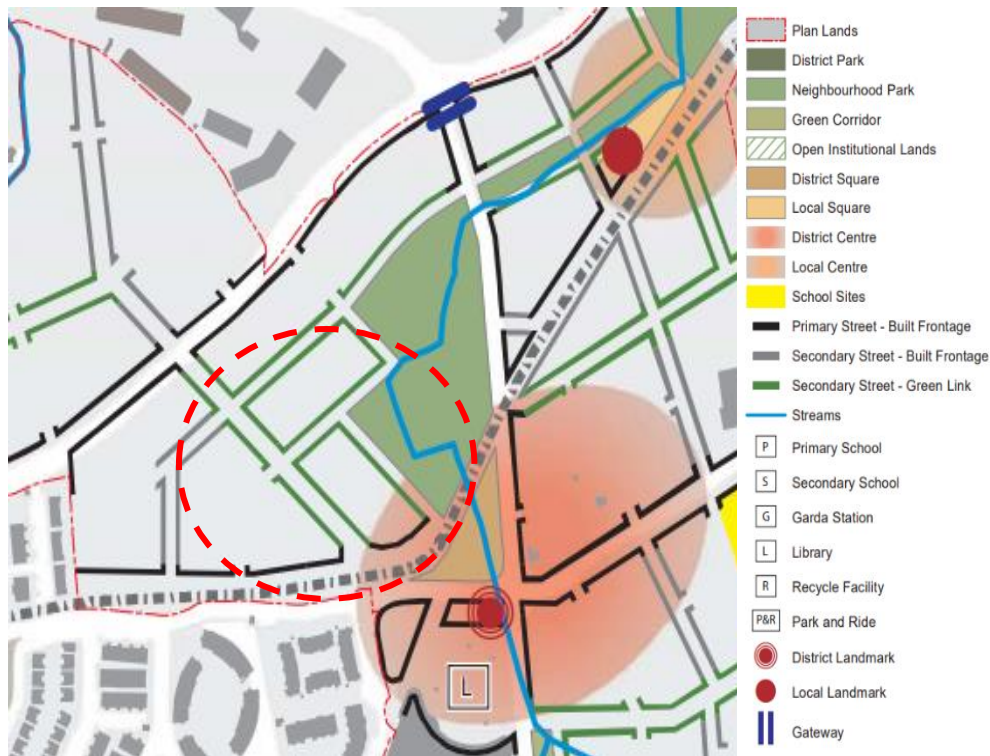 Plan Lands
District Park
Neighbourhood Park
Green Corridor
Open Institutional Lands
District Square
Local Square
District Centre
Local Centre
School Sites
Primary Street - Built Frontage
Secondary Street - Built Frontage
Secondary Street - Green Link
Streams
P Primary School
S Secondary School
G Garda Station
L Library
R Recycle Facility
P&R Park and Ride
District Landmark
Local Landmark
Gateway
L